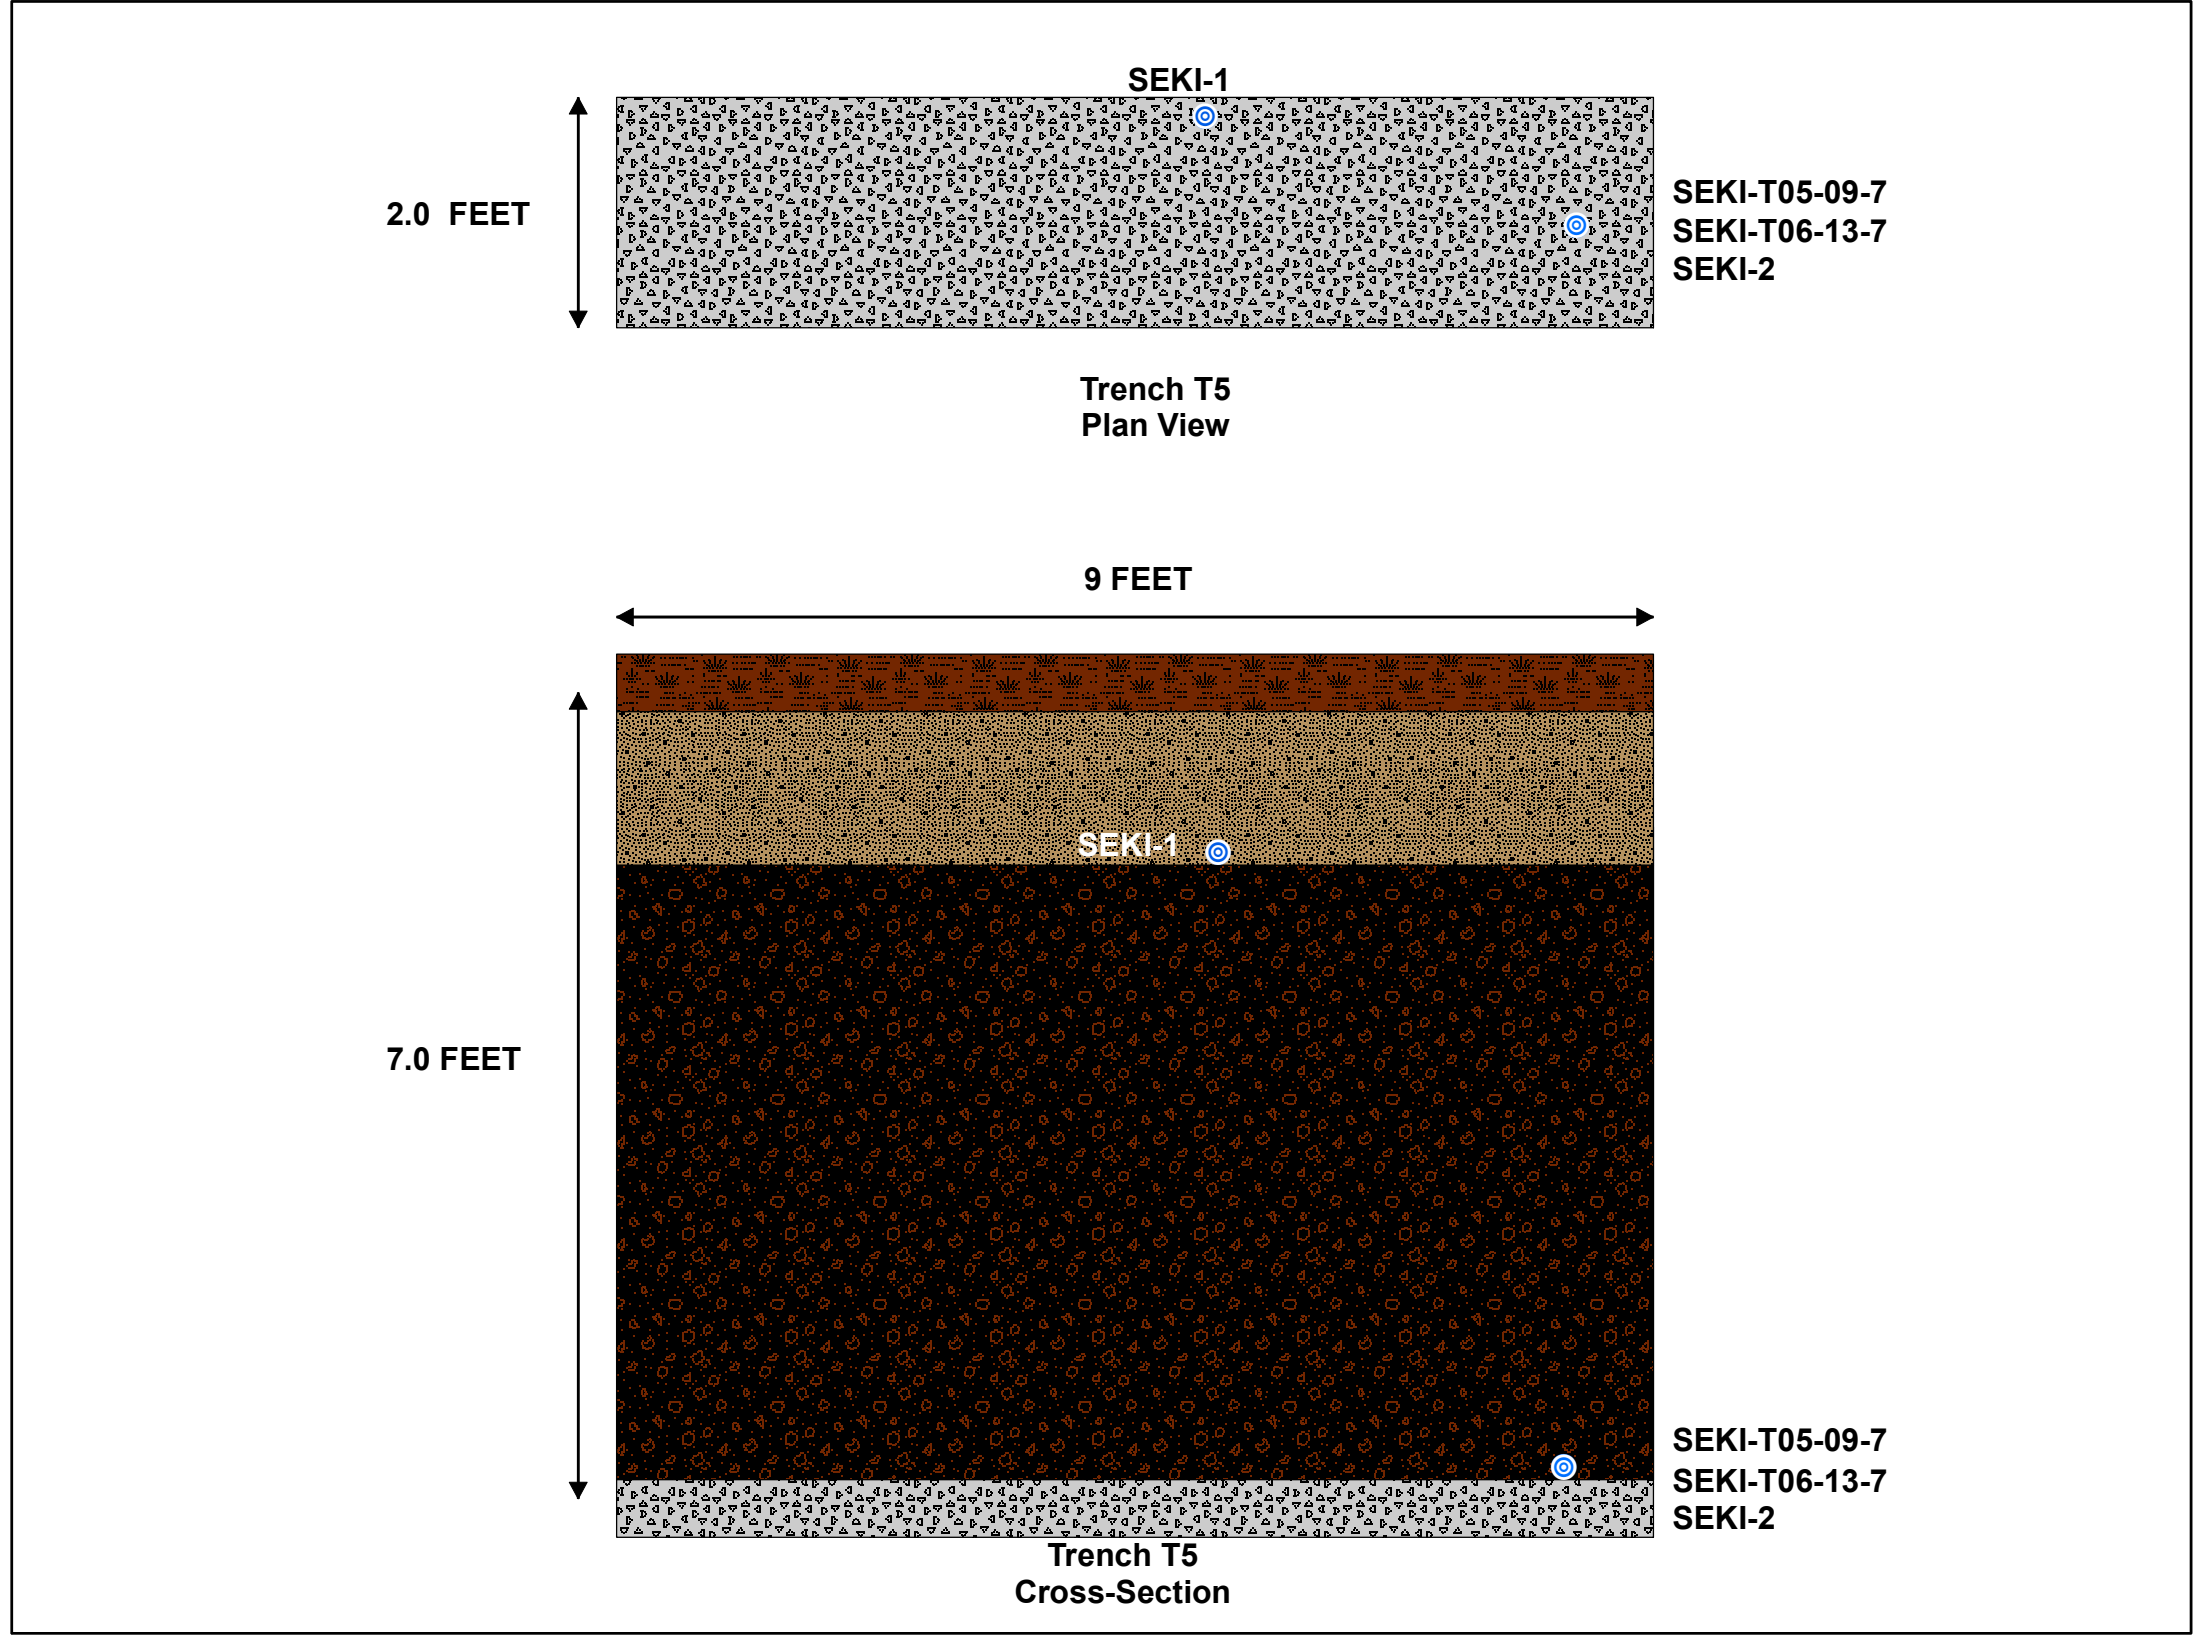 SEKI-1
2.0 FEET
SEKI-T05-09-7
SEKI-T06-13-7
SEKI-2
Trench T5
Plan View
9 FEET
SEKI-1
7.0 FEET
SEKI-T05-09-7
SEKI-T06-13-7
SEKI-2
Trench T5
Cross-Section